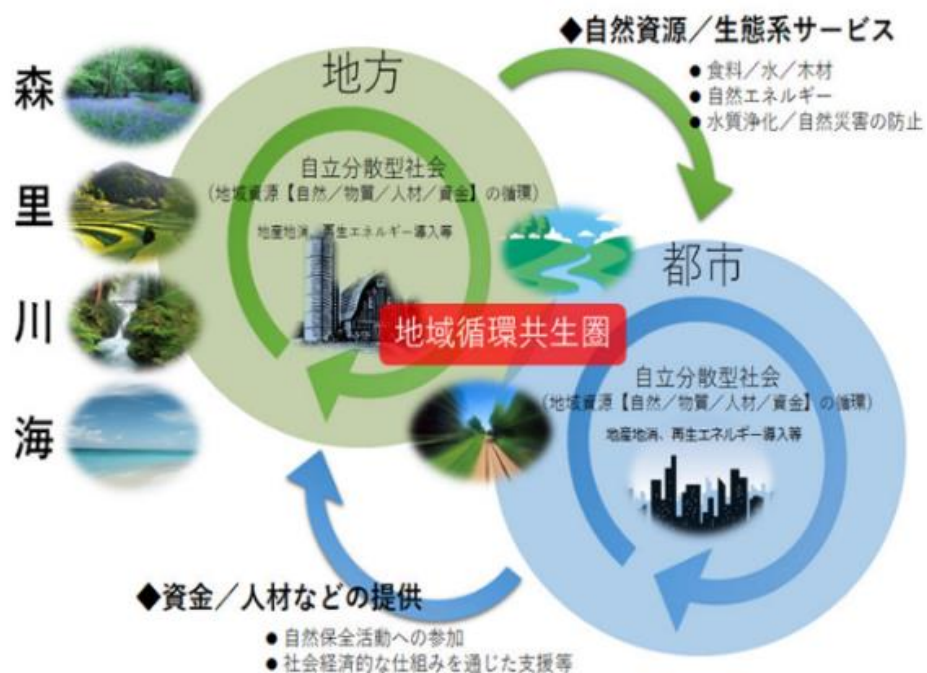 ◆自然資源／生態系サービス
● 食料／水／木材
● 自然エネルギー
● 水質浄化／自然災害の防止
森
里
川
海
地方
自立分散型社会
(地域資源【自然／物質／人材／資金】の循環)
地産地消、再生エネルギー導入等
地域循環共生圏
都市
自立分散型社会
(地域資源【自然／物質／人材／資金】の循環)
地産地消、再生エネルギー導入等
◆資金／人材などの提供
● 自然保全活動への参加
● 社会経済的な仕組みを通じた支援等